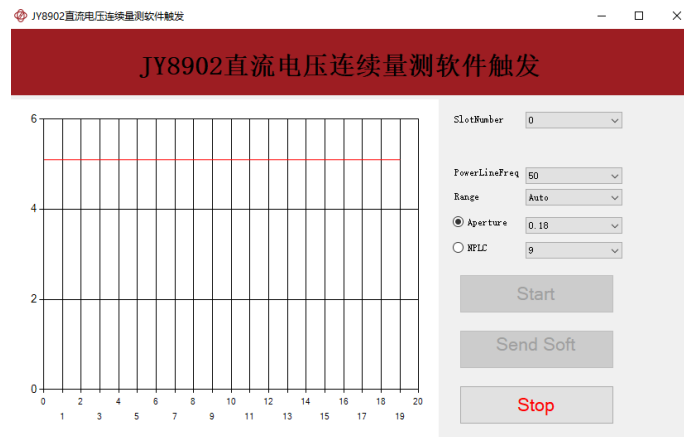 JY8902直流电压连续量测软件触发
JY8902直流电压连续量测软件触发
6
4
2
0
0 2 4 6 8 10 12 14 16 18 20
1 3 5 7 9 11 13 15 17 19
SlotNumber 0
PowerLineFreq 50
Range Auto
Aperture 0.18
NPLC 9
Start
Send Soft
Stop